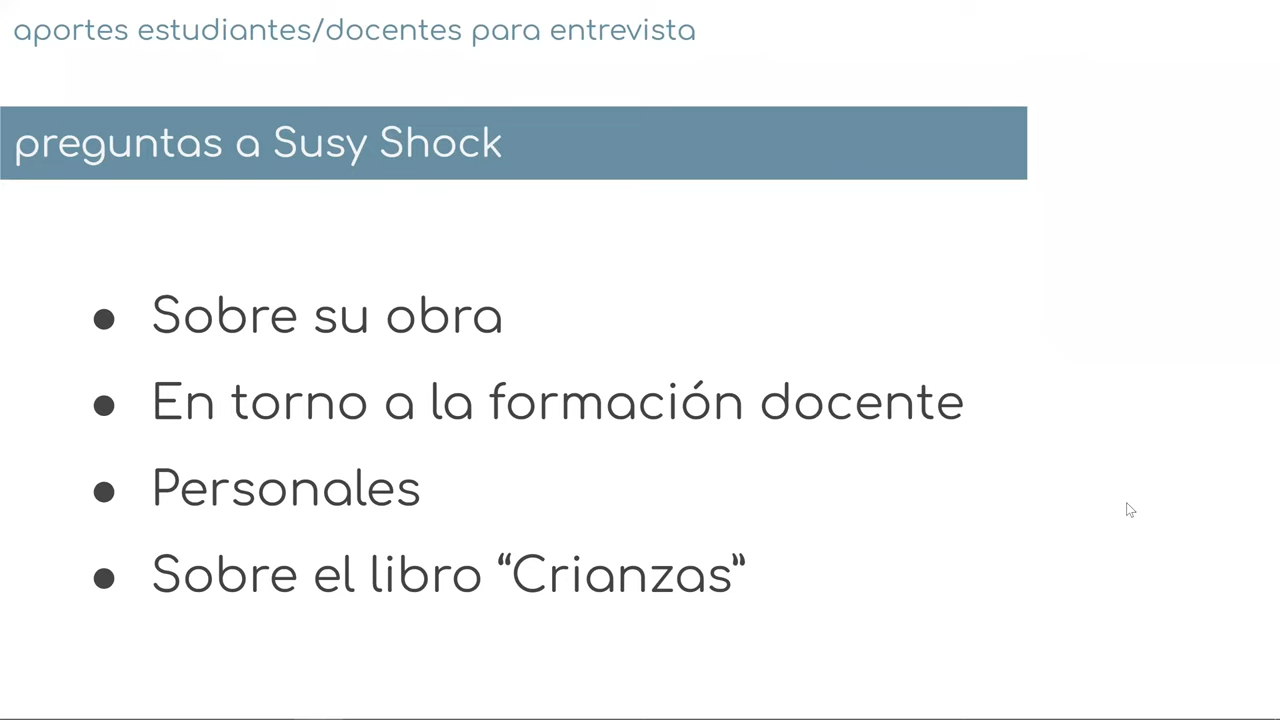 aportes estudiantes/docentes para entrevista
preguntas a Susy Shock
● Sobre su obra
● En torno a la formación docente
● Personales
● Sobre el libro “Crianzas”